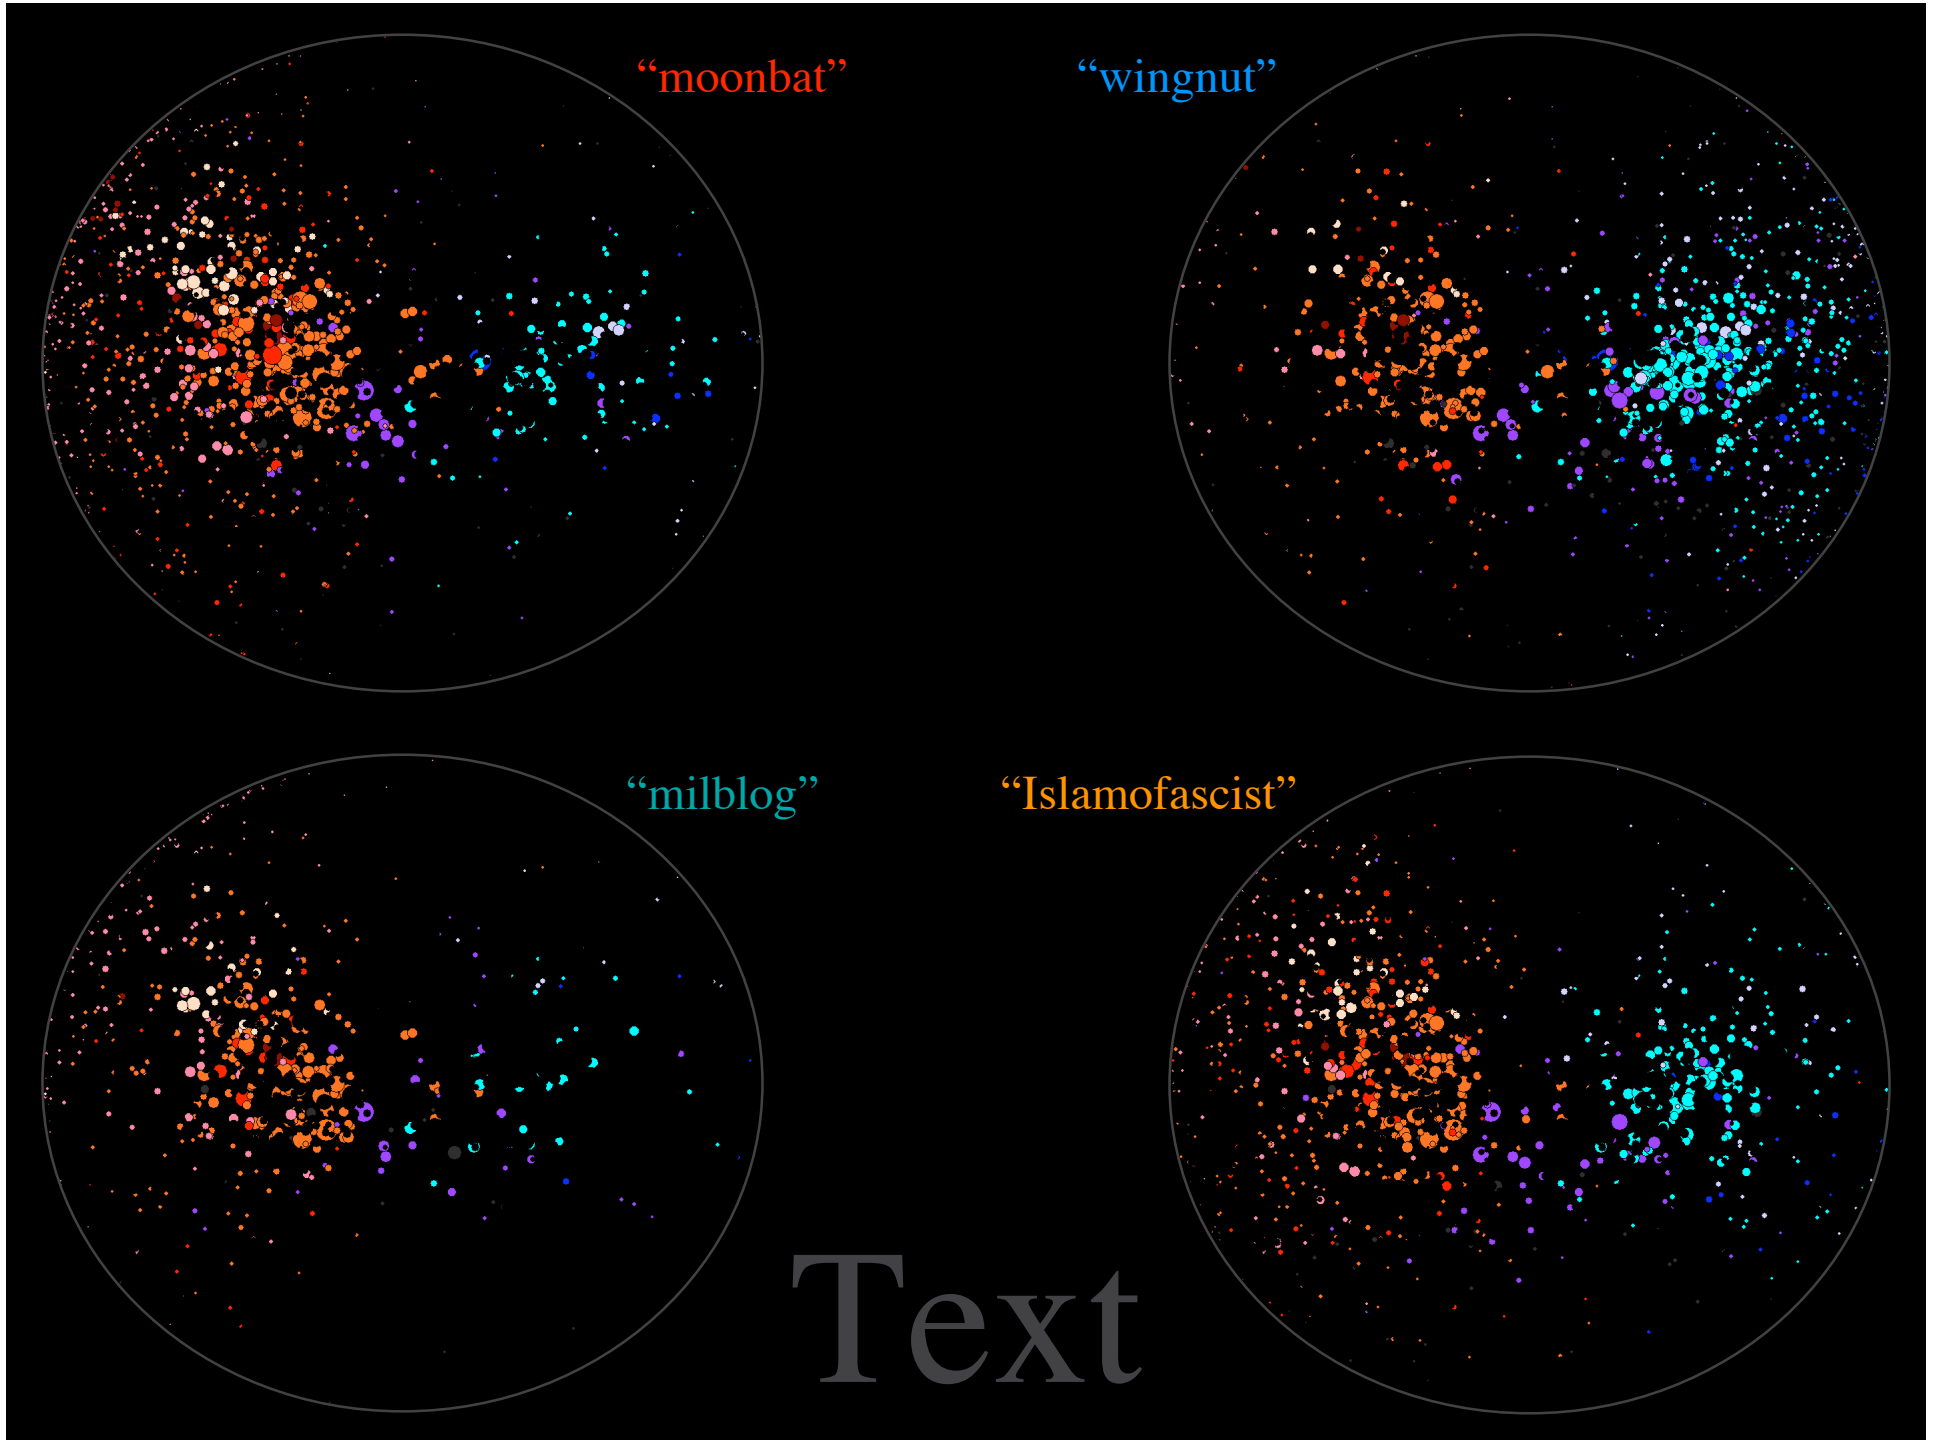 “moonbat”
“wingnut”
“milblog”
“Islamofascist”
Text